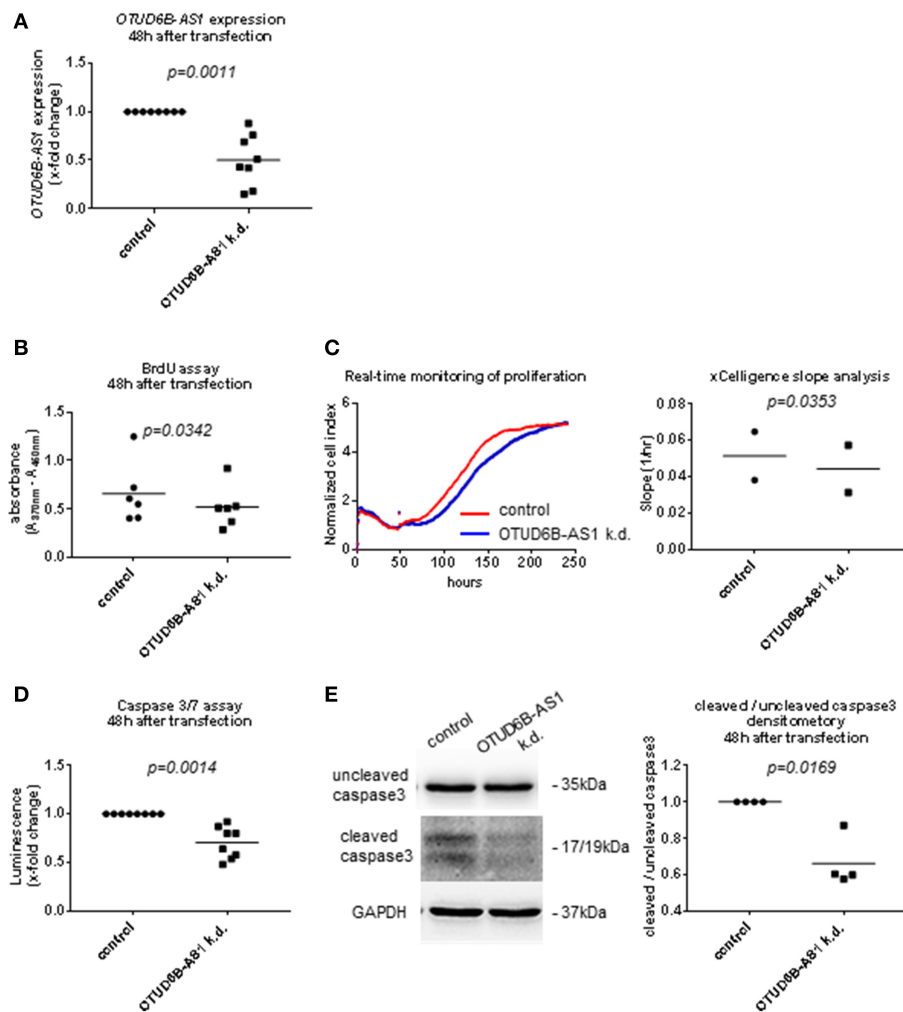 A
OTUD6B-AS1 expression
48h after transfection
OTUD6B-AS1 expression
(x-fold change)
1.5
1.0
0.5
0.0
p=0.0011
control
OTUD6B-AS1 k.d.
B
BrdU assay
48h after transfection
absorbance
(A370nm - A450nm)
1.5
1.0
0.5
0.0
p=0.0342
control
OTUD6B-AS1 k.d.
C
Real-time monitoring of proliferation
Normalized cell index
6
4
2
0
control
OTUD6B-AS1 k.d.
0 50 100 150 200 250
hours
xCelligence slope analysis
Slope (1/hr)
0.08
0.06
0.04
0.02
0.00
p=0.0353
control
OTUD6B-AS1 k.d.
D
Caspase 3/7 assay
48h after transfection
Luminescence
(x-fold change)
1.5
1.0
0.5
0.0
p=0.0014
control
OTUD6B-AS1 k.d.
E
control
OTUD6B-AS1
k.d.
uncleaved
caspase3
- 35kDa
cleaved
caspase3
- 17/19kDa
GAPDH
- 37kDa
cleaved / uncleaved caspase3
densitometory
48h after transfection
cleaved / uncleaved caspase3
1.2
1.0
0.8
0.6
0.4
p=0.0169
control
OTUD6B-AS1 k.d.